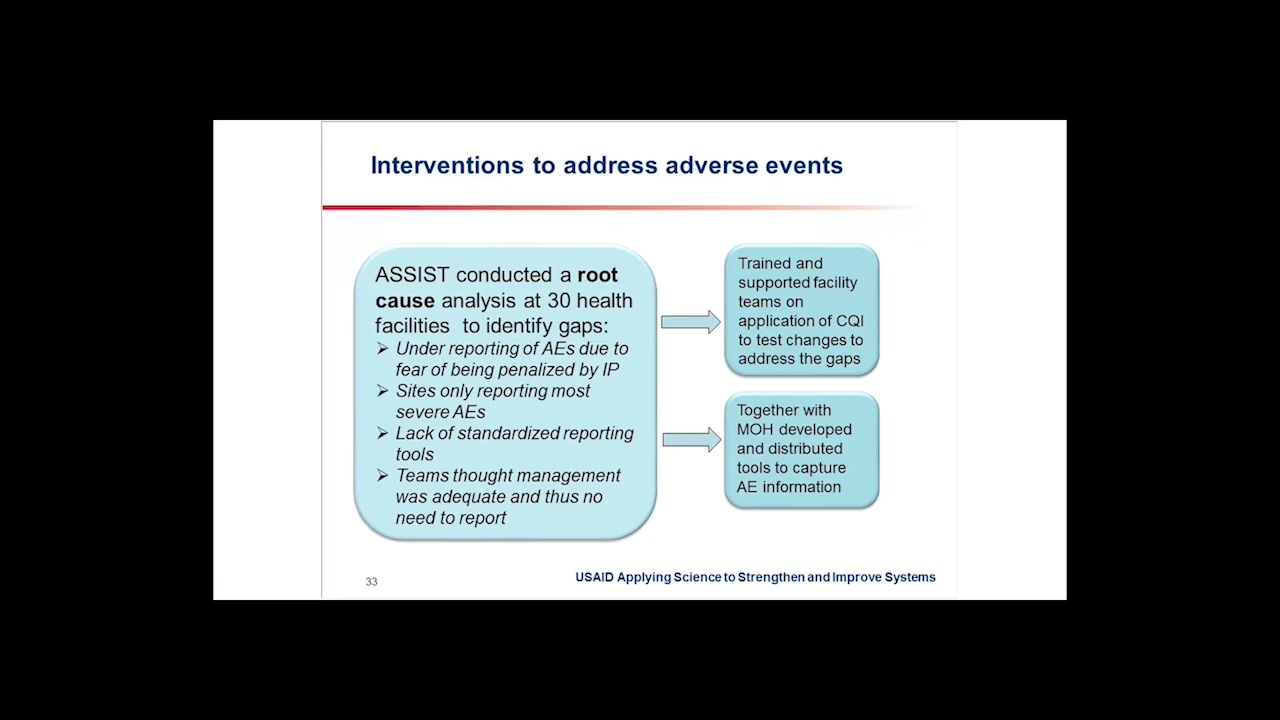 Interventions to address adverse events
ASSIST conducted a root
cause analysis at 30 health
facilities to identify gaps:
➢ Under reporting of AEs due to
fear of being penalized by IP
➢ Sites only reporting most
severe AEs
➢ Lack of standardized reporting
tools
➢ Teams thought management
was adequate and thus no
need to report
Trained and
supported facility
teams on
application of CQI
to test changes to
address the gaps
Together with
MOH developed
and distributed
tools to capture
AE information
33
USAID Applying Science to Strengthen and Improve Systems